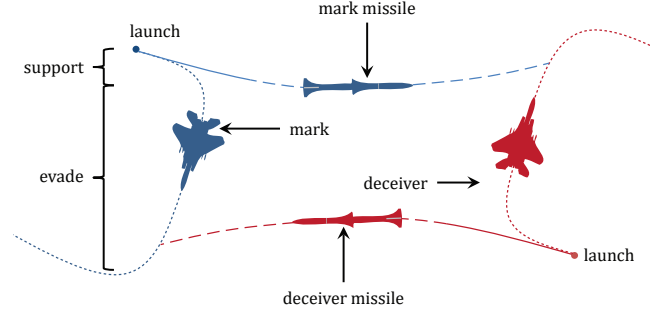 mark missile
launch
support
mark
evade
deceiver
launch
deceiver missile